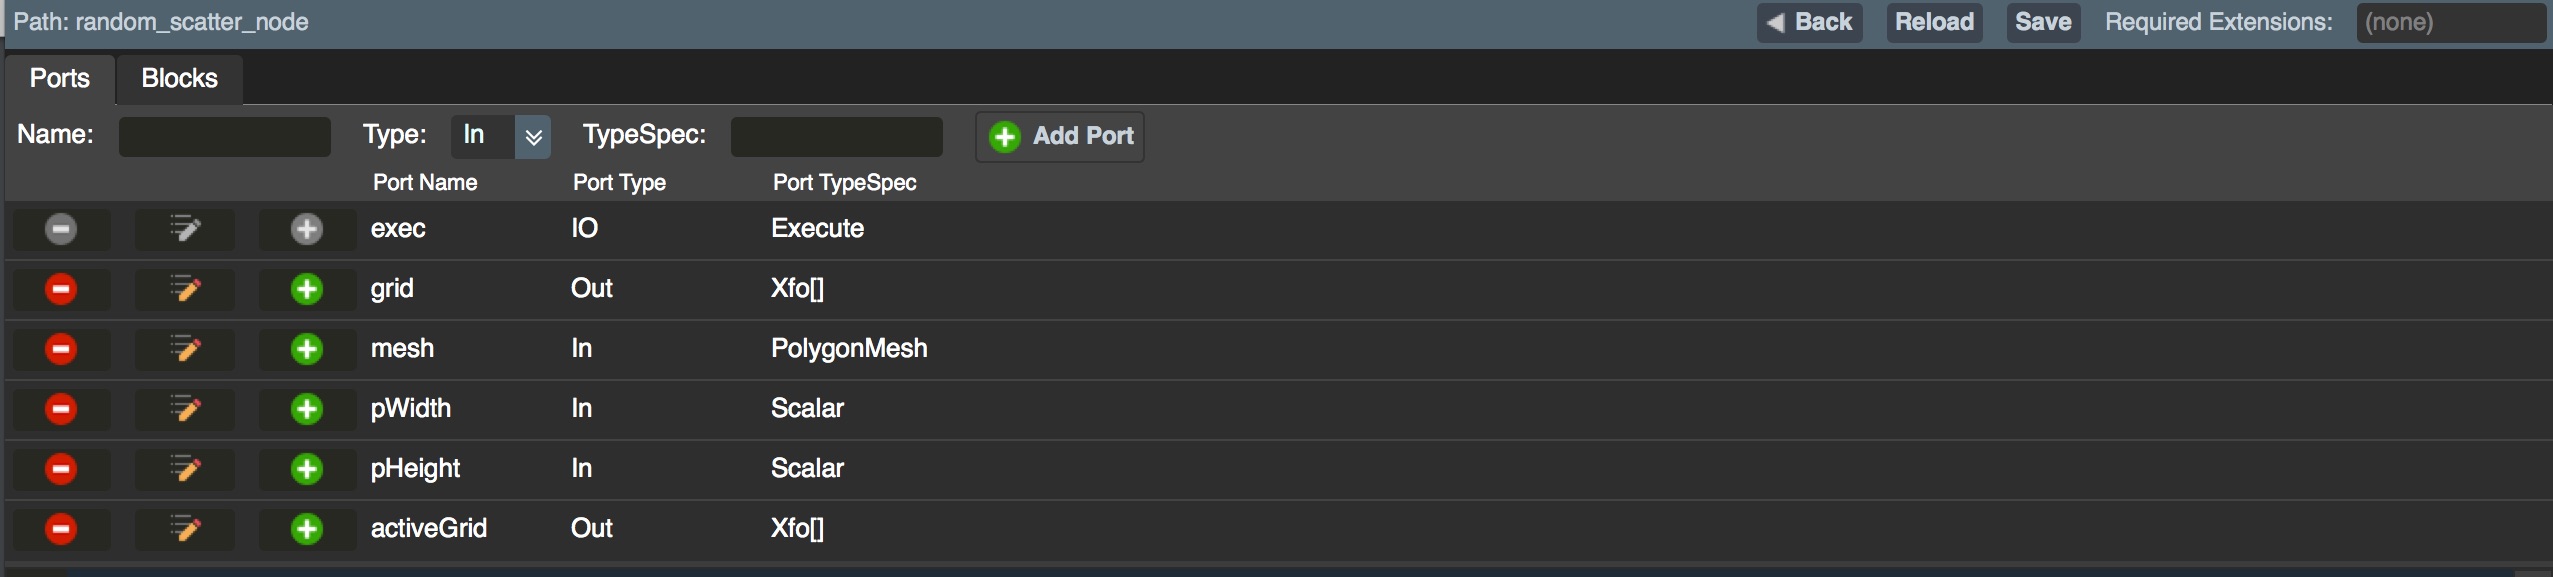 Path: random_scatter_node Back Reload Save Required Extensions: (none)
Ports Blocks
Name: Type: In TypeSpec: Add Port
Port Name Port Type Port TypeSpec
exec IO Execute
grid Out Xfo[]
mesh In PolygonMesh
pWidth In Scalar
pHeight In Scalar
activeGrid Out Xfo[]